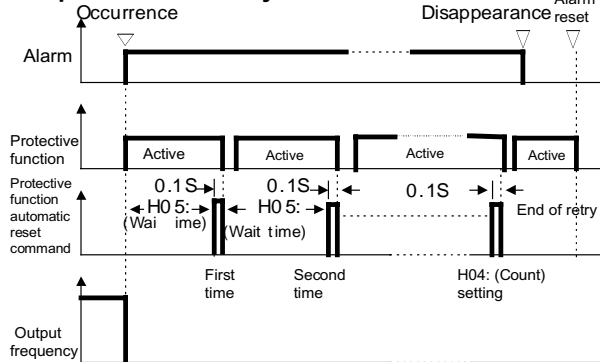 Occurrence
Disappearance
Alarm
reset
Alarm
Protective
function
Active
Active
Active
Active
Protective
function
automatic
reset
command
0.1S
0.1S
0.1S
H05:
(Wai ime)
H05:
(Wait time)
End of retry
First
time
Second
time
H04: (Count)
setting
Output
frequency